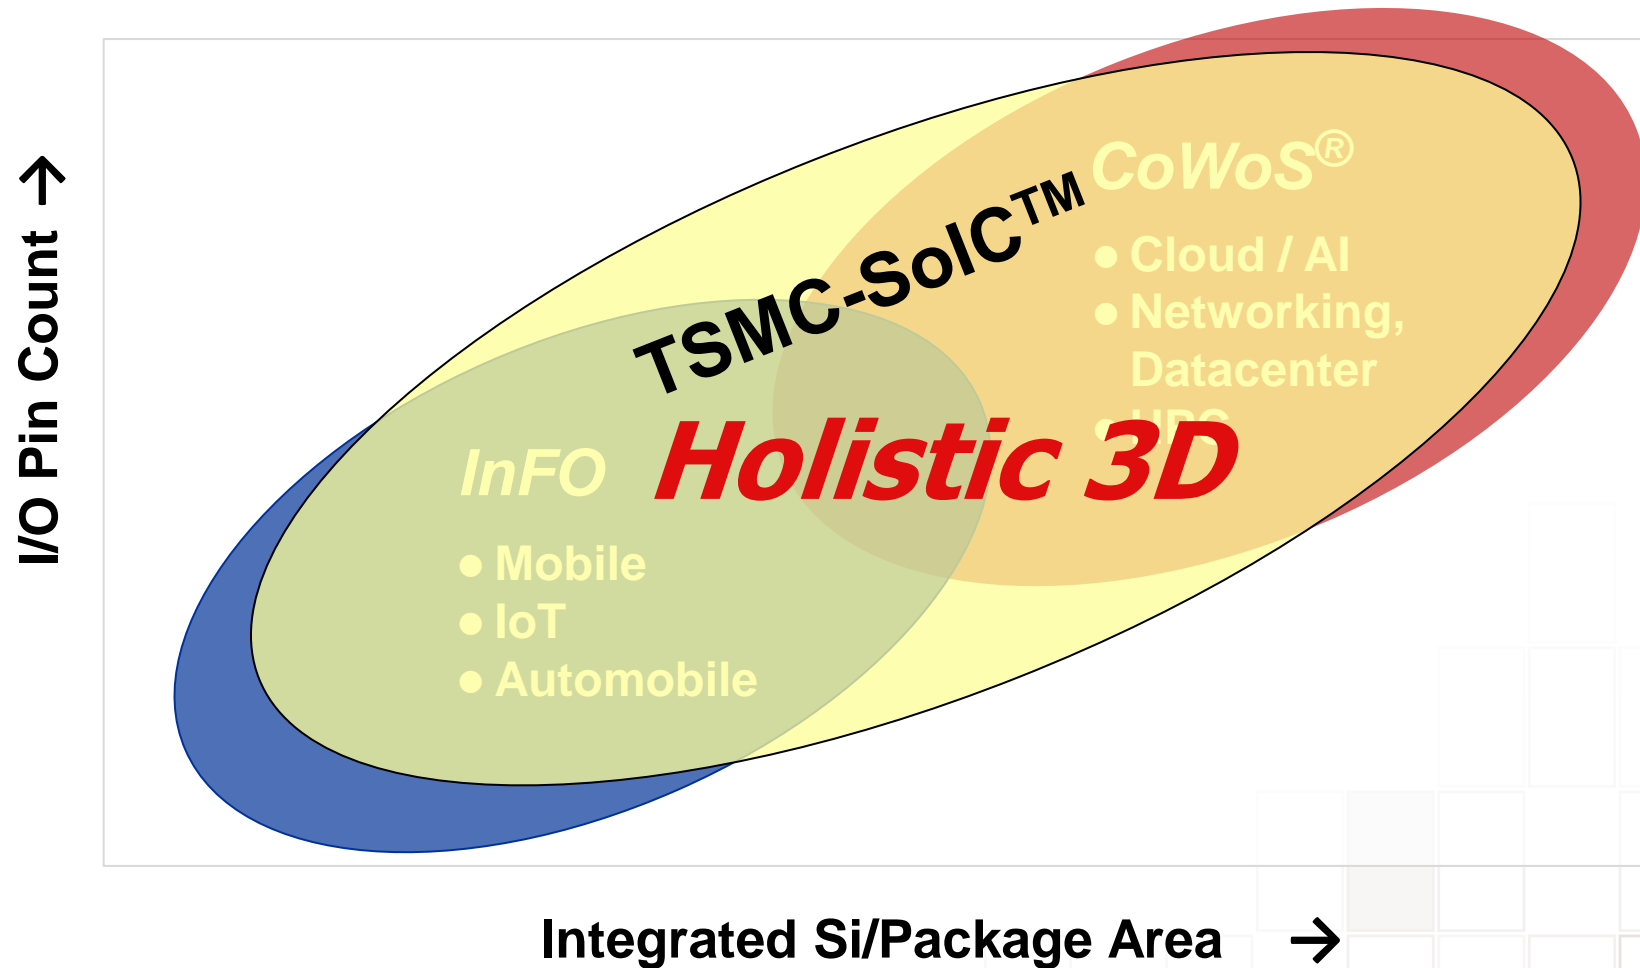 I/O Pin Count →
CoWoS®
● Cloud / AI
● Networking,
Datacenter
● HPC
TSMC-SoIC™
Holistic 3D
InFO
● Mobile
● IoT
● Automobile
Integrated Si/Package Area →